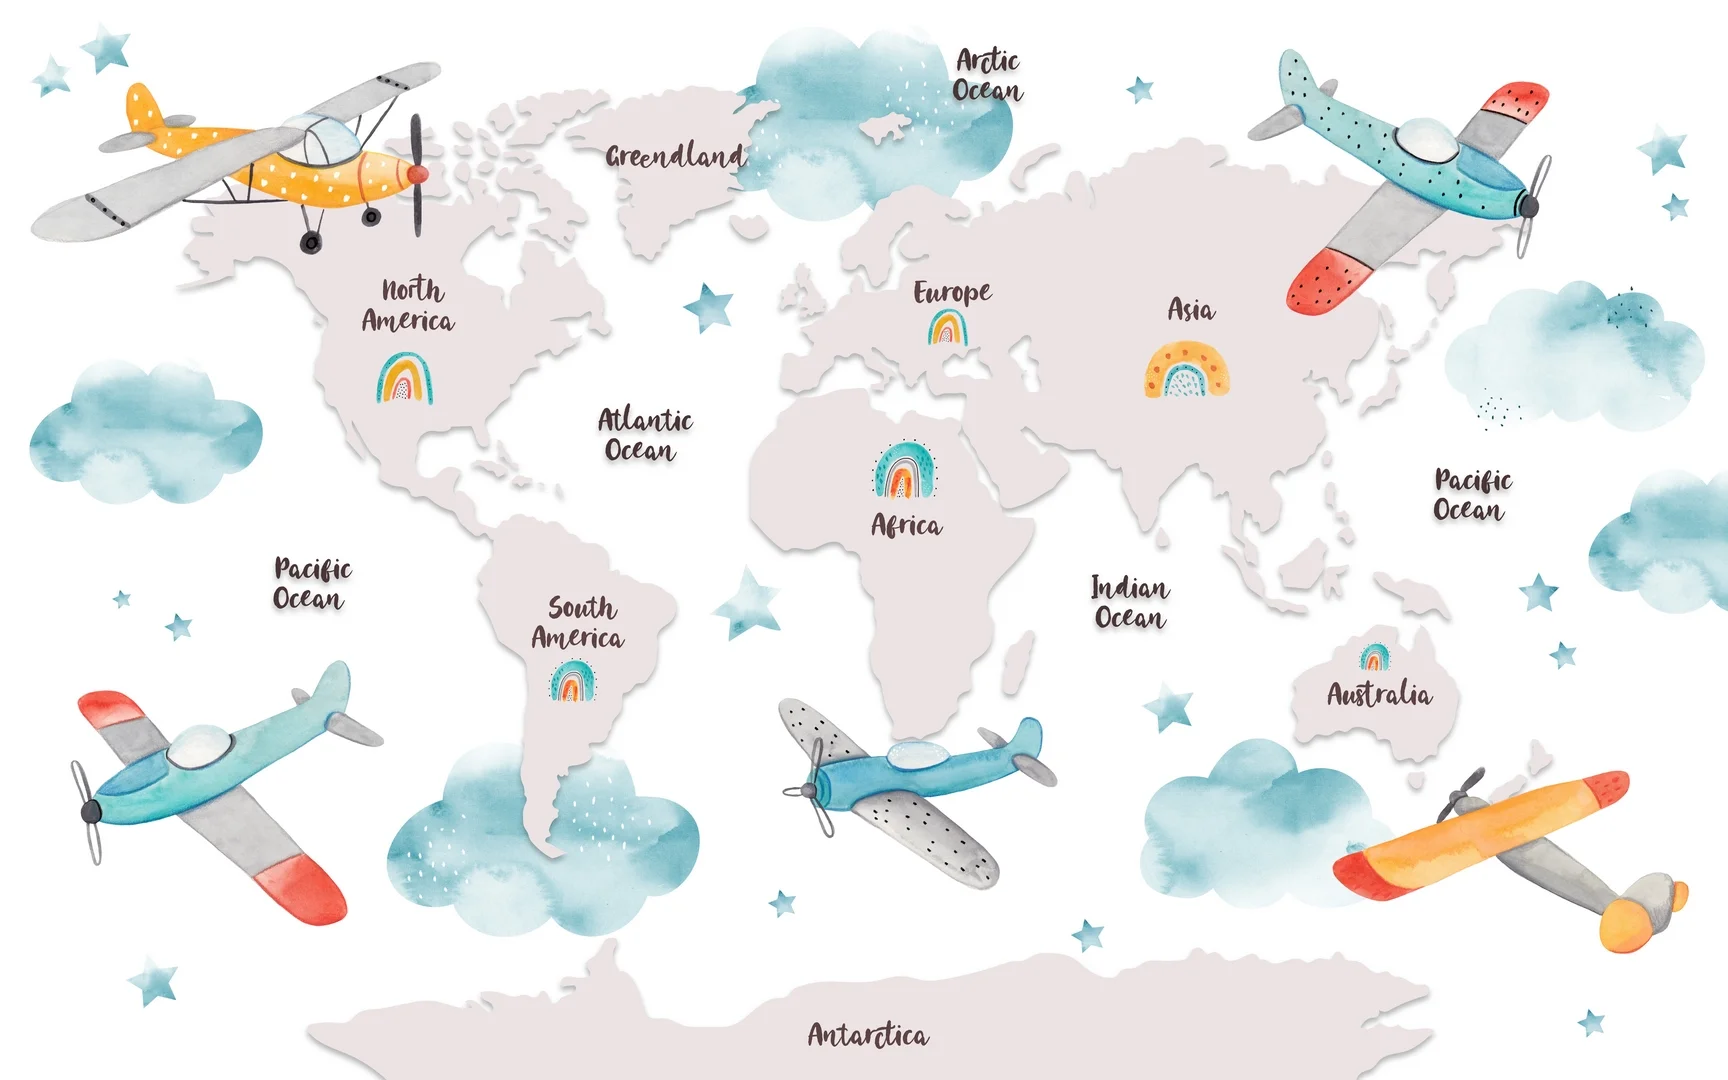 Arctic
Ocean
Greendland
North
America
Europe
Asia
Atlantic
Ocean
Pacific
Ocean
Africa
Pacific
Ocean
Indian
Ocean
South
America
Australia
Antarctica